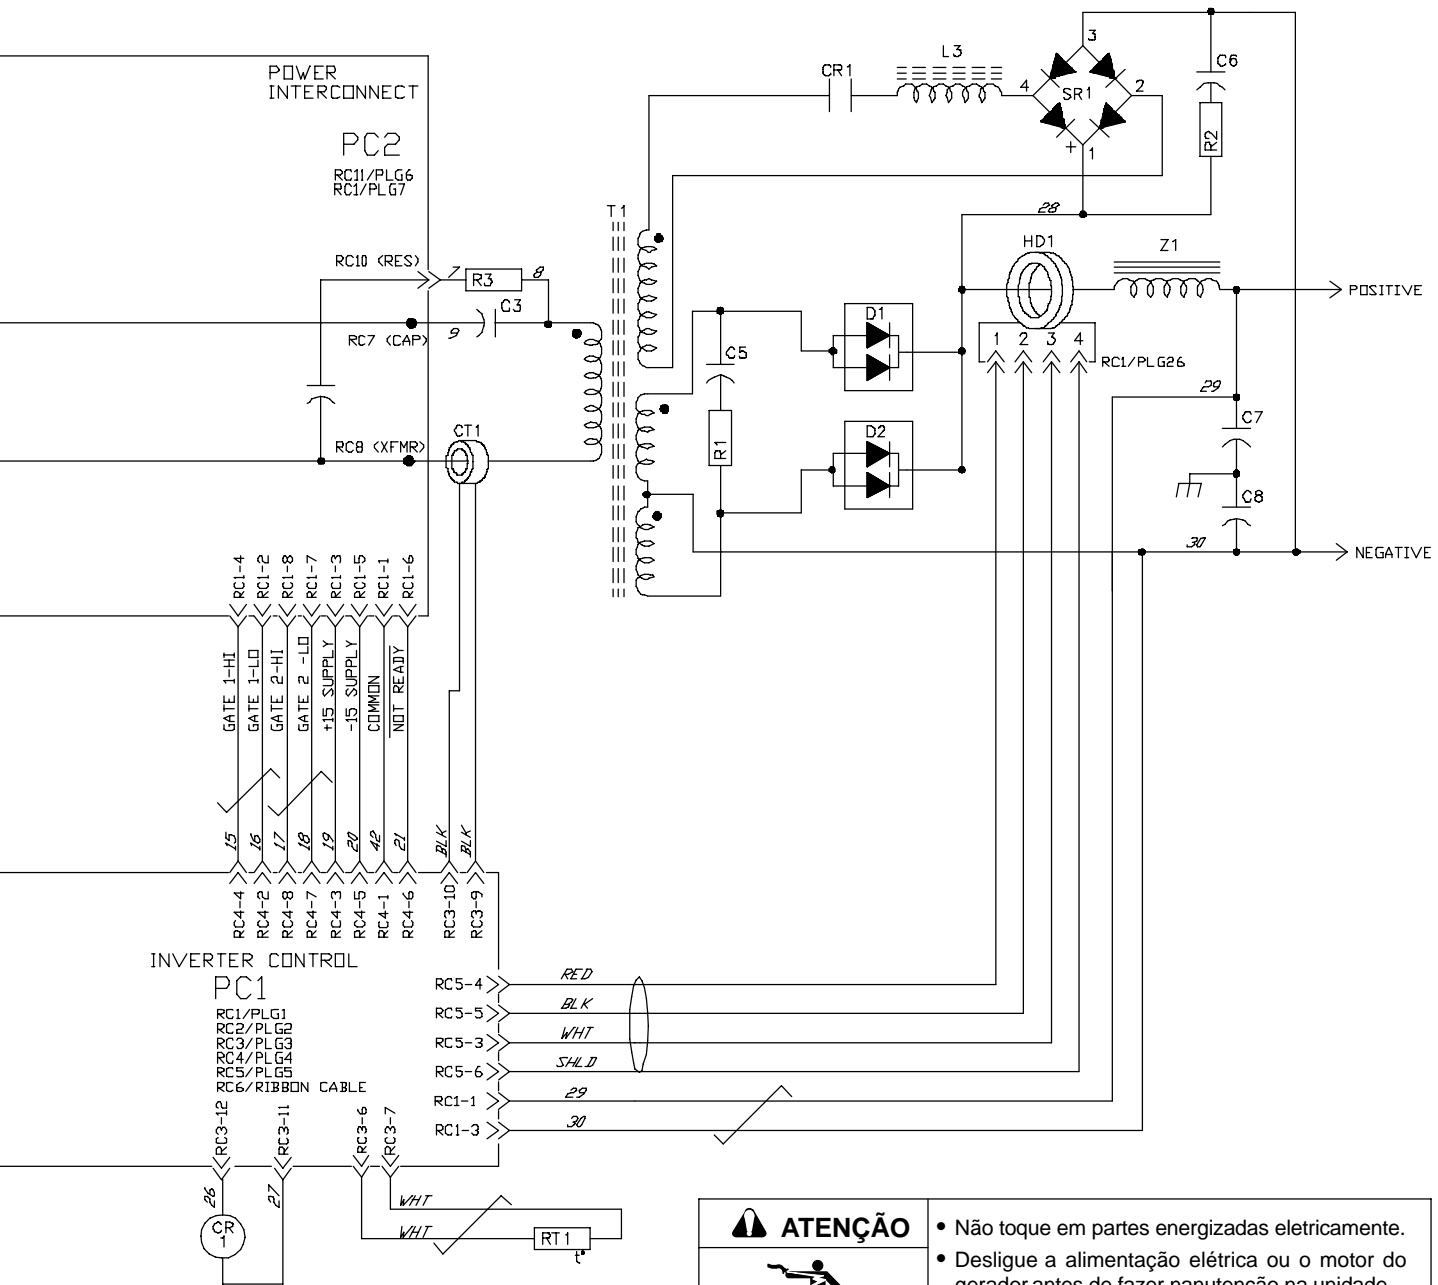 POWER
INTERCONNECT
PC2
RC11/PLG6
RC1/PLG7
RC10 (RES)
7
R3
8
C3
RC7 (CAP)
9
RC8 (XFMR)
CT1
T1
CR1
L3
3
4
SR1
2
+
1
C6
R2
28
HD1
Z1
POSITIVE
1 2 3 4
RC1/PLG26
D1
C5
R1
D2
29
C7
C8
30
NEGATIVE
RC1-4
RC1-2
RC1-8
RC1-7
RC1-3
RC1-5
RC1-1
RC1-6
GATE 1-HI
GATE 1-LO
GATE 2-HI
GATE 2 -LO
+15 SUPPLY
-15 SUPPLY
COMMON
NOT READY
15
16
17
18
19
20
42
21
BLK
BLK
RC4-4
RC4-2
RC4-8
RC4-7
RC4-3
RC4-5
RC4-1
RC4-6
RC3-10
RC3-9
INVERTER CONTROL
PC1
RC1/PLG1
RC2/PLG2
RC3/PLG3
RC4/PLG4
RC5/PLG5
RC6/RIBBON CABLE
RC5-4
RED
RC5-5
BLK
RC5-3
WHT
RC5-6
SHLD
RC1-1
29
RC1-3
30
RC3-12
RC3-11
RC3-6
RC3-7
26
27
CR
1
WHT
WHT
RT1
t°
ATENÇÃO
• Não toque em partes energizadas eletricamente.
• Desligue a alimentação elétrica ou o motor do
gerador antes de fazer manutenção na unidade.